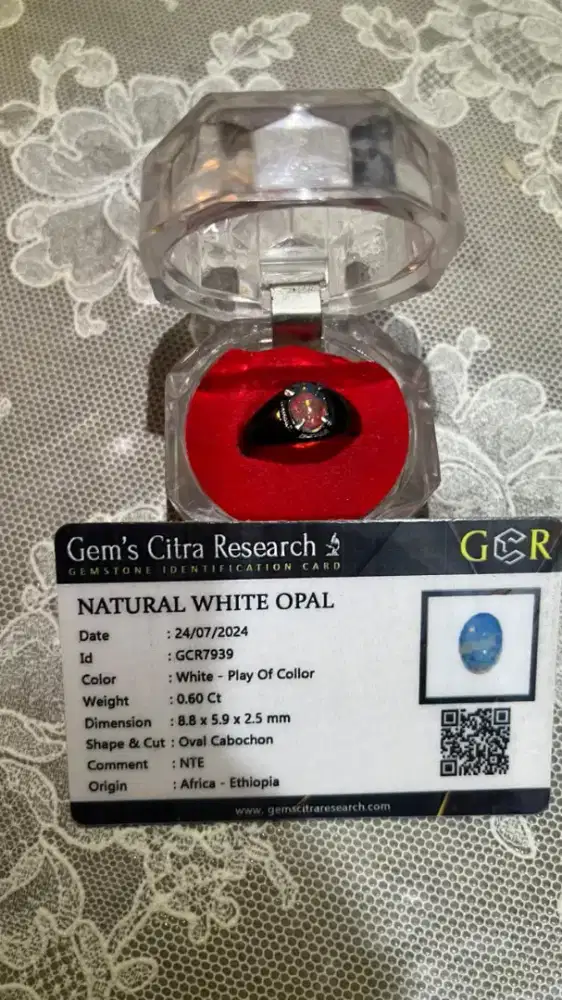 Gem's Citra Research
GCR
GEMSTONE IDENTIFICATION CARD
NATURAL WHITE OPAL
Date : 24/07/2024
Id : GCR7939
Color : White - Play Of Collor
Weight : 0.60 Ct
Dimension : 8.8 x 5.9 x 2.5 mm
Shape & Cut : Oval Cabochon
Comment : NTE
Origin : Africa - Ethiopia
www. gemscitraresearch.com